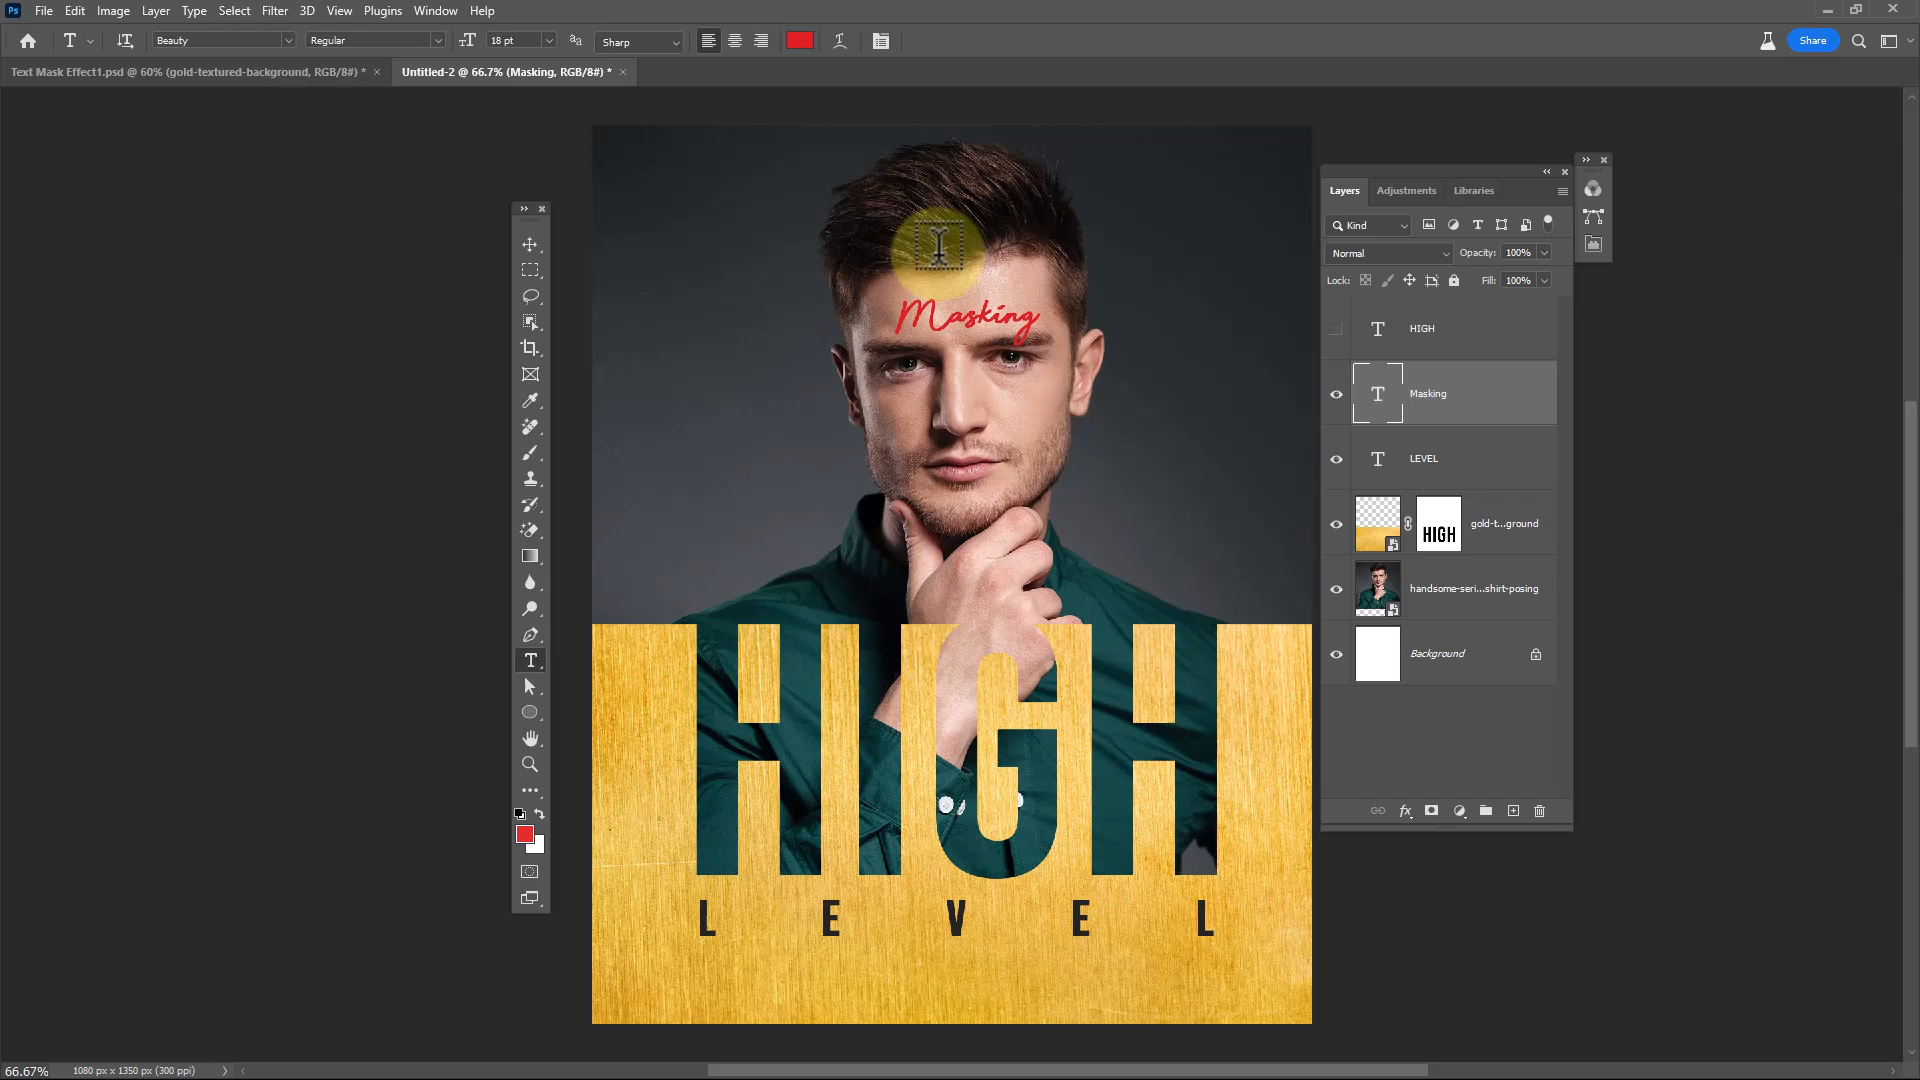 Ps File Edit Image Layer Type Select Filter 3D View Plugins Window Help
T Beauty Regular 18 pt Sharp Share
Text Mask Effect1.psd @ 60% (gold-textured-background, RGB/8#) * × Untitled-2 @ 66.7% (Masking, RGB/8#) * ×
Layers Adjustments Libraries
Kind
Normal Opacity: 100%
Lock: Fill: 100%
T HIGH
Masking
T Masking
T LEVEL
HIGH gold-t...ground
handsome-seri...shirt-posing
Background
HIGH
LEVEL
66.67% 1080 px x 1350 px (300 ppi)